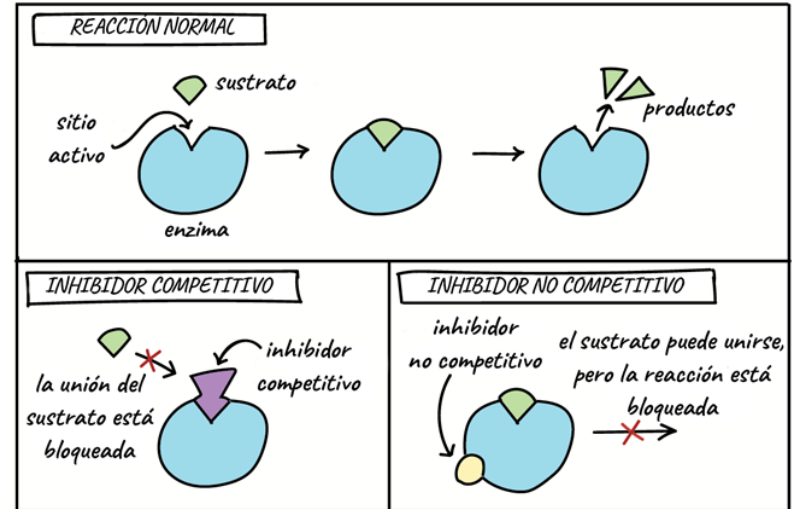 REACCIÓN NORMAL
sustrato
sitio
activo
productos
enzima
INHIBIDOR COMPETITIVO
inhibidor
competitivo
la unión del
sustrato está
bloqueada
INHIBIDOR NO COMPETITIVO
inhibidor
no competitivo
el sustrato puede unirse,
pero la reacción está
bloqueada